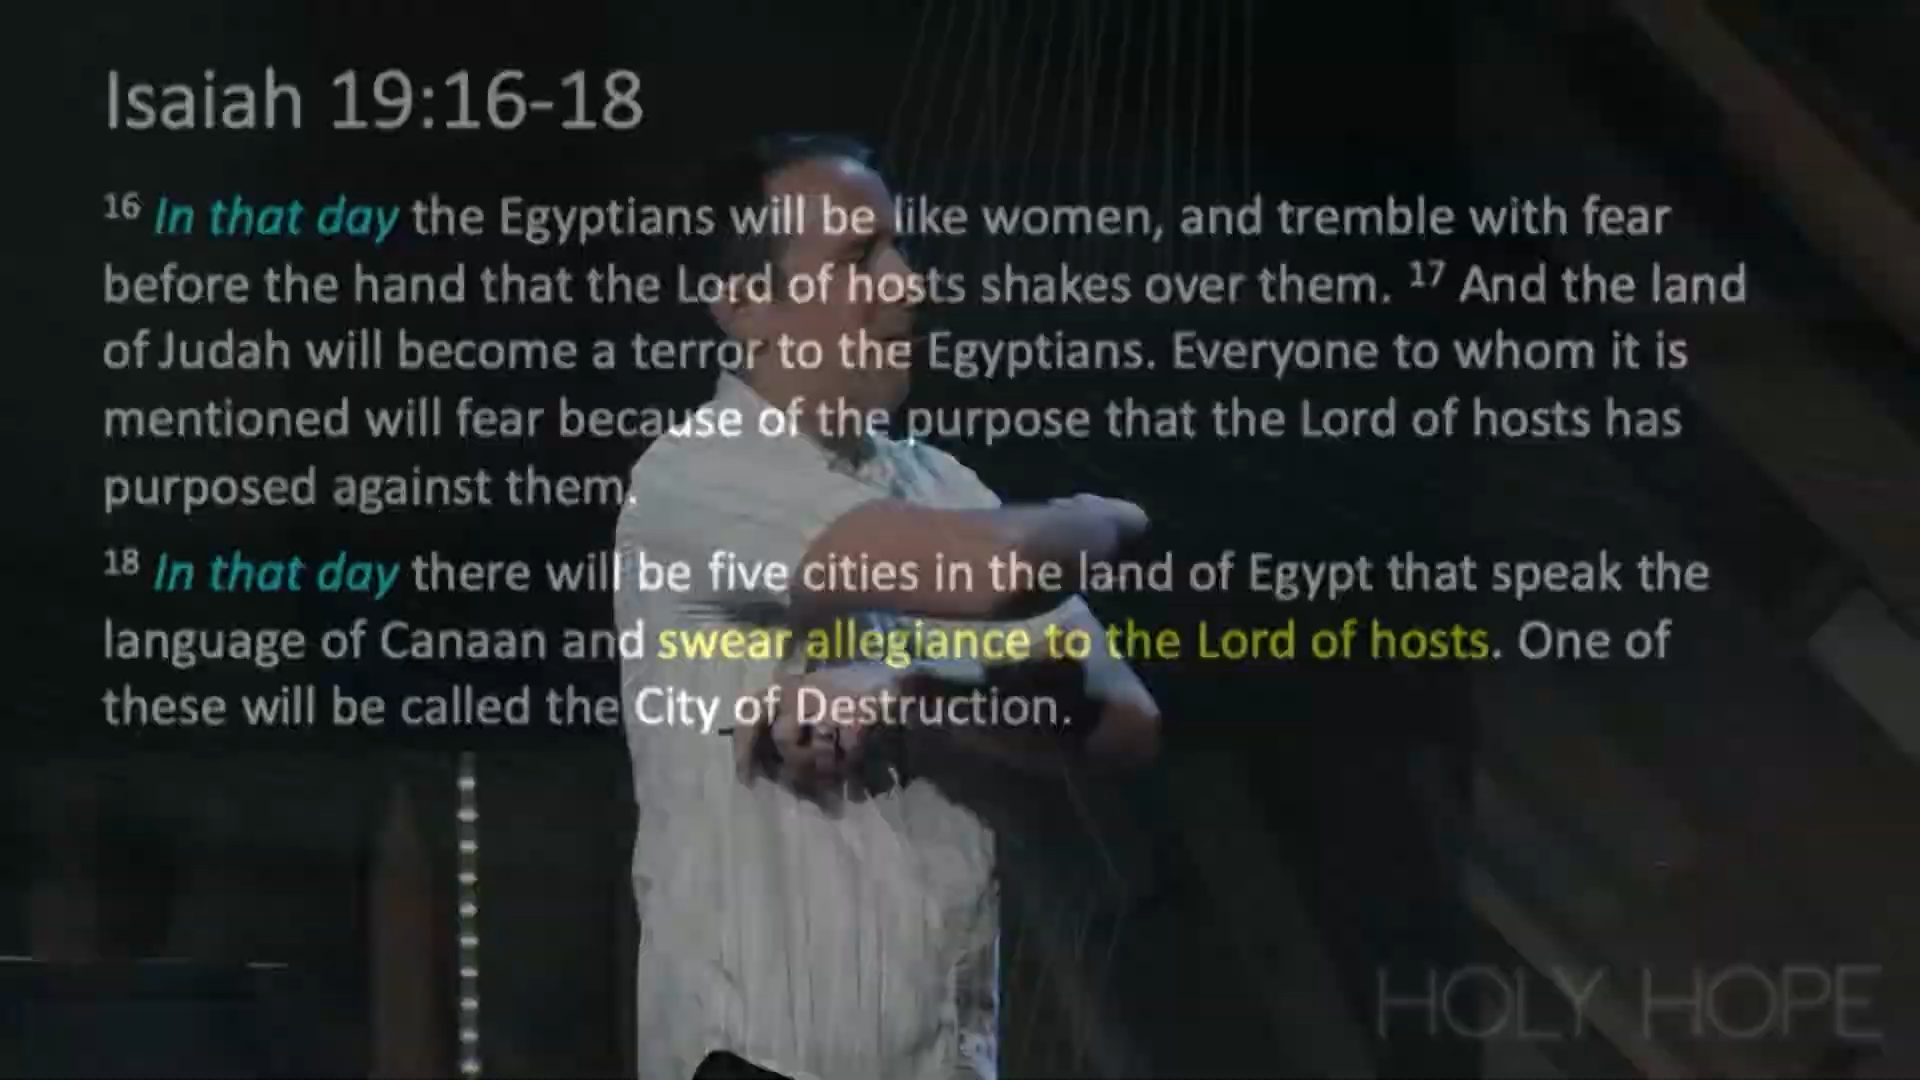 Isaiah 19:16-18
16 In that day the Egyptians will be like women, and tremble with fear
before the hand that the Lord of hosts shakes over them. 17 And the land
of Judah will become a terror to the Egyptians. Everyone to whom it is
mentioned will fear because of the purpose that the Lord of hosts has
purposed against them.
18 In that day there will be five cities in the land of Egypt that speak the
language of Canaan and swear allegiance to the Lord of hosts. One of
these will be called the City of Destruction.
HOLY HOPE